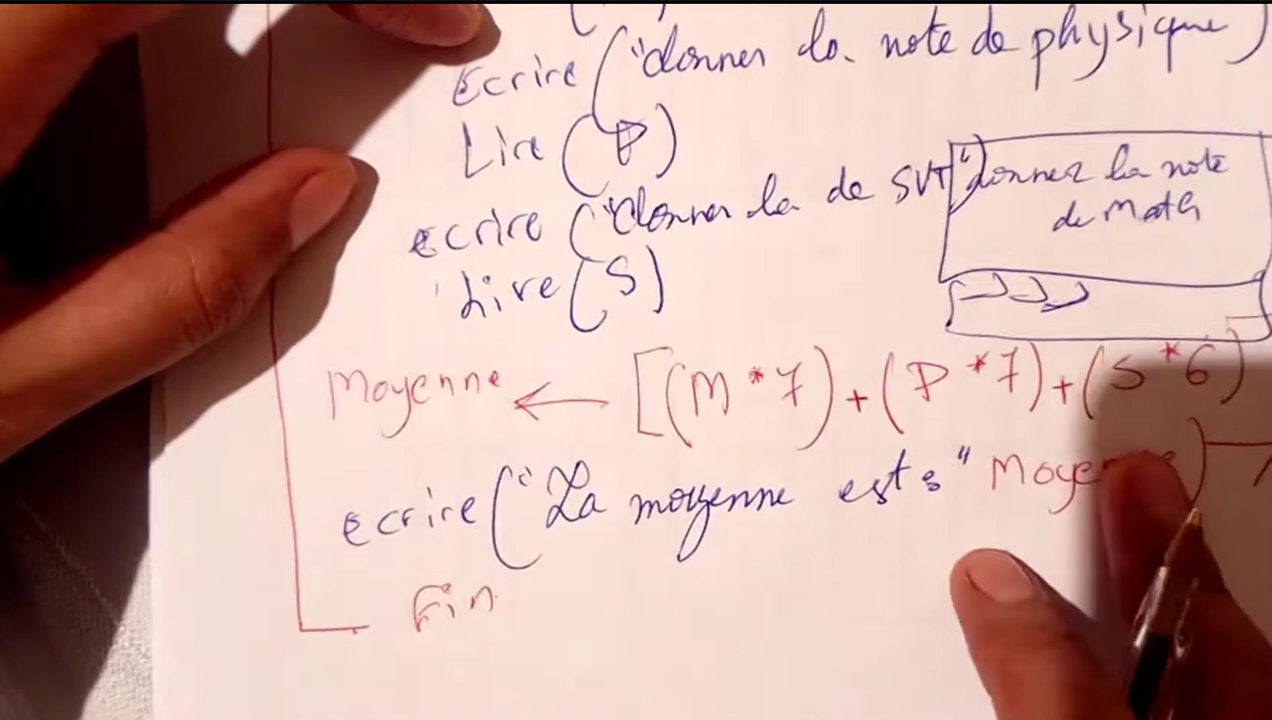 ecrire ("donner la note de physique)
Lire (P)
ecrire ("donner la de SVT")
Lire (S)
donnez la note
de Math
Moyenne ← [(M * 7) + (P * 7) + (S * 6)
ecrire ("La moyenne est: " Moyenne)
Fin